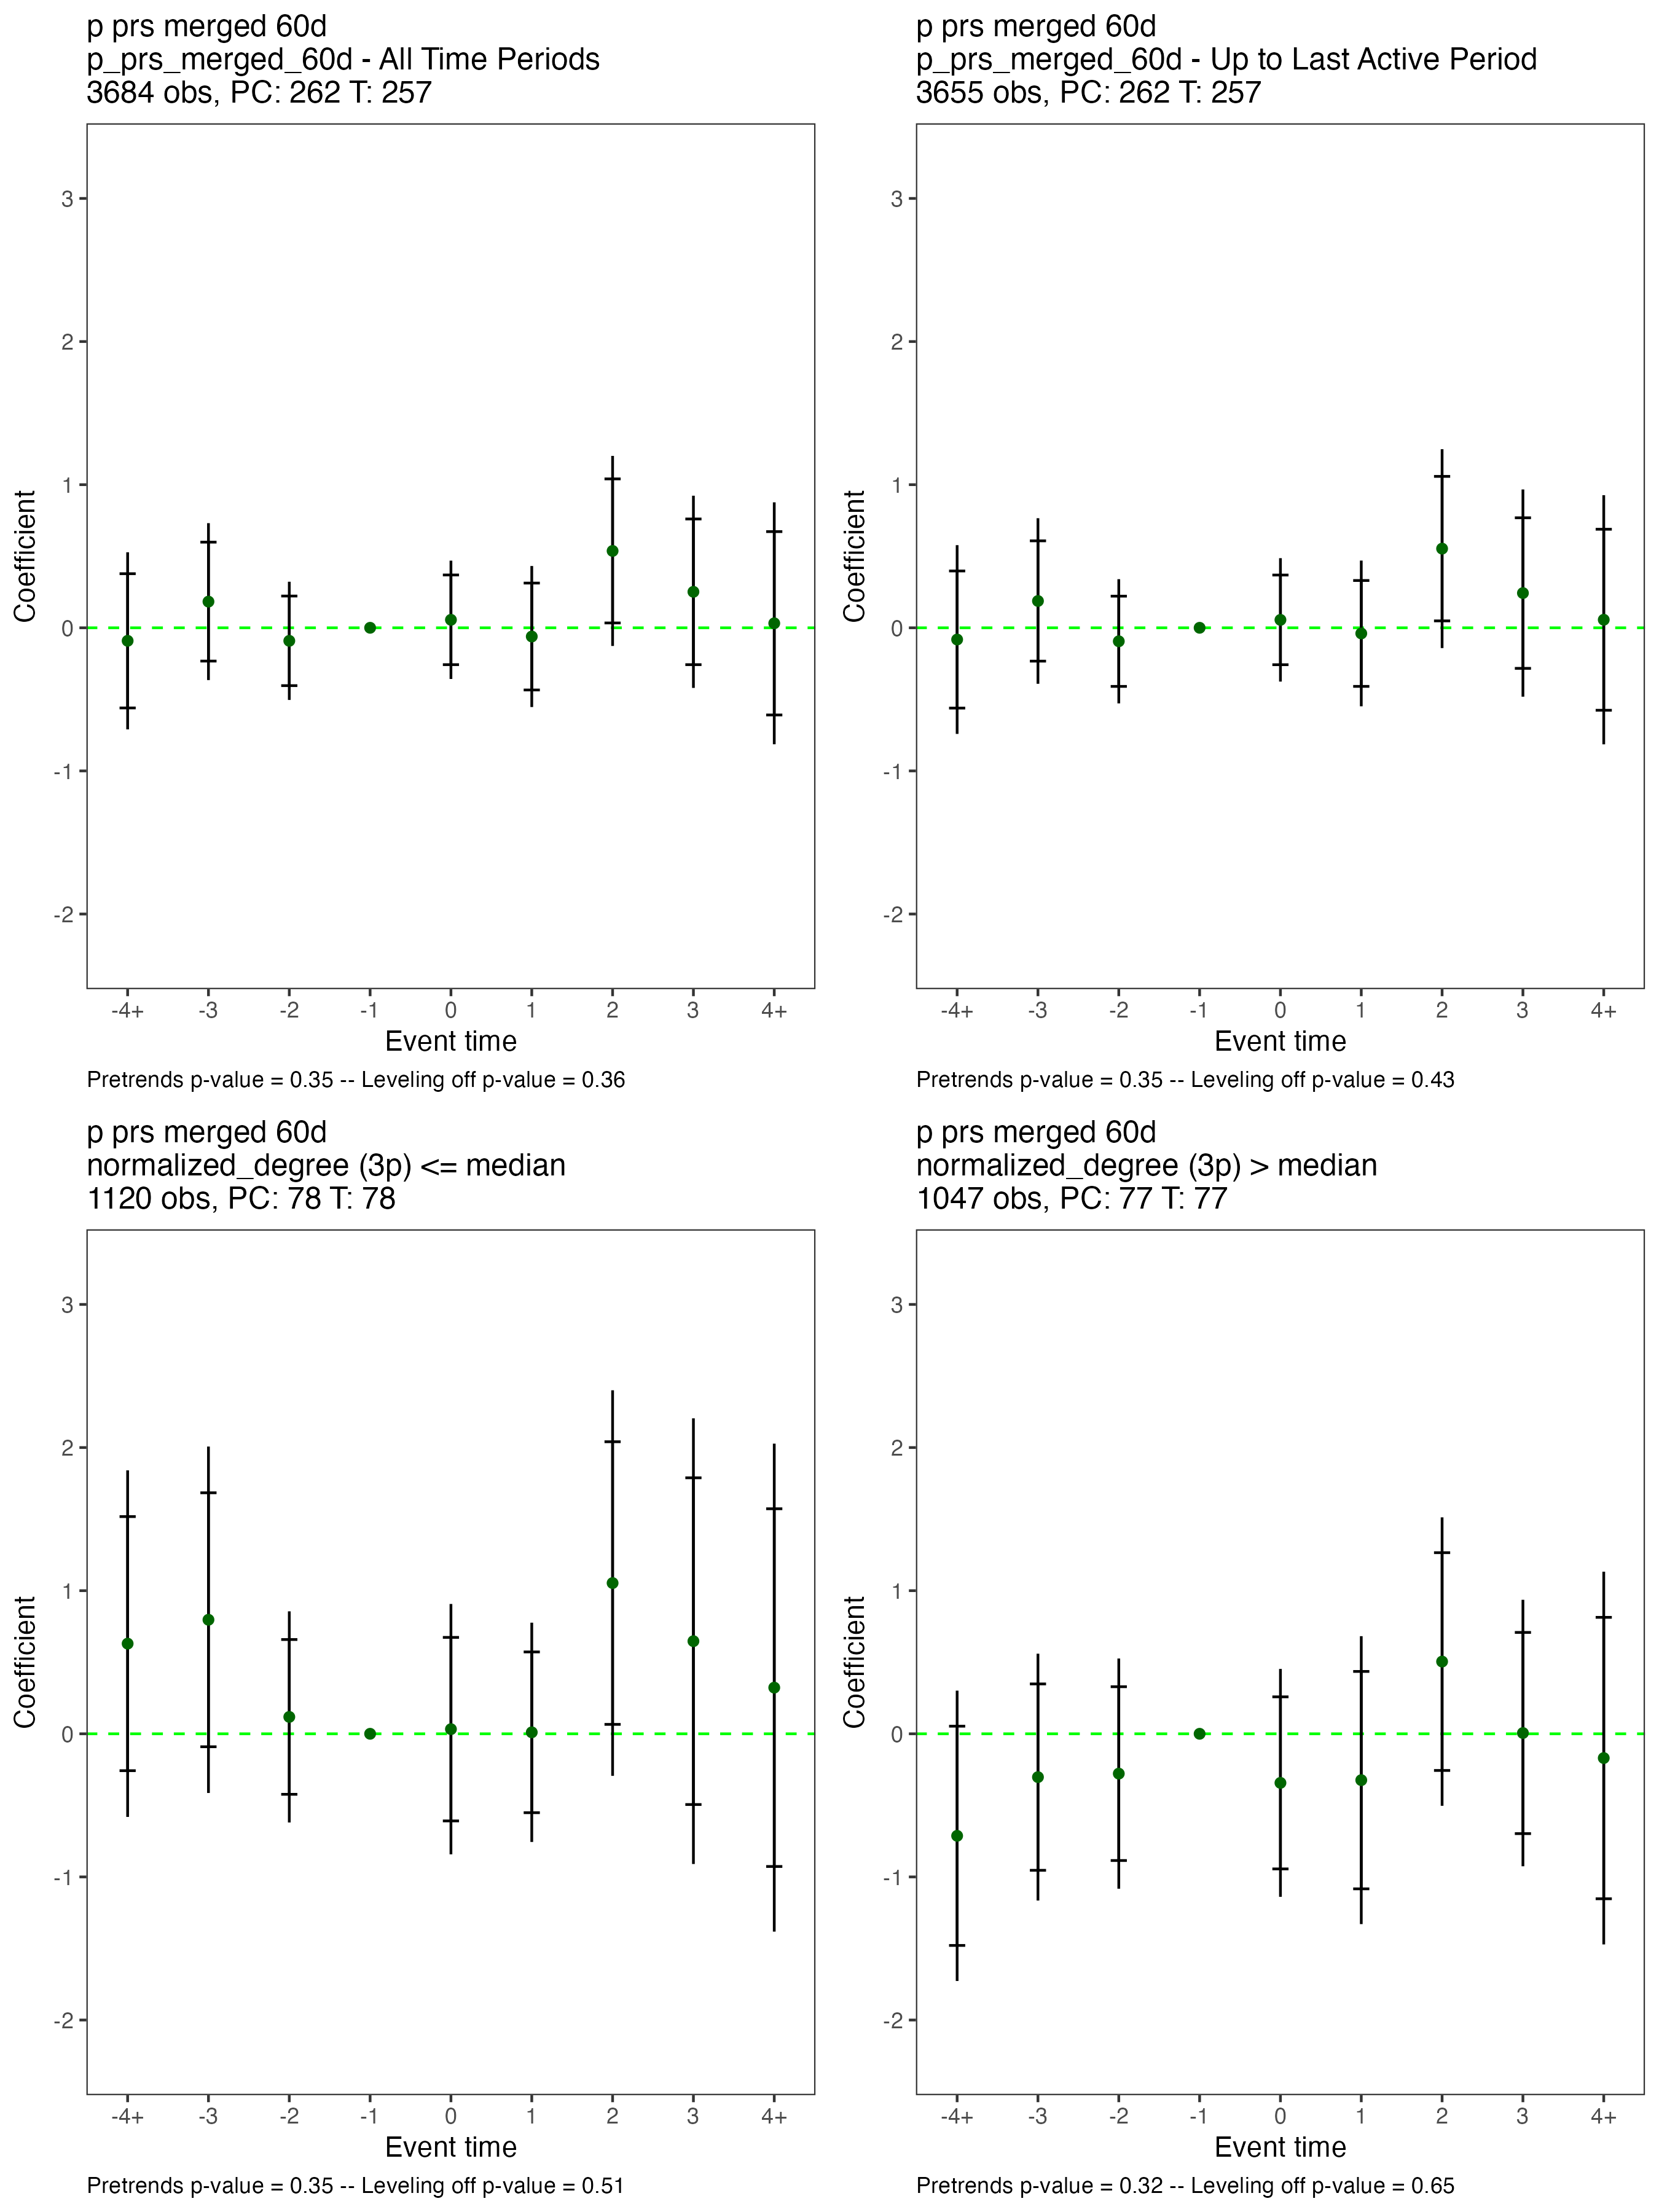 p prs merged 60d
p_prs_merged_60d - All Time Periods
3684 obs, PC: 262 T: 257
Coefficient
3
2
1
0
-1
-2
-4+ -3 -2 -1 0 1 2 3 4+
Event time
Pretrends p-value = 0.35 -- Leveling off p-value = 0.36
p prs merged 60d
p_prs_merged_60d - Up to Last Active Period
3655 obs, PC: 262 T: 257
Coefficient
3
2
1
0
-1
-2
-4+ -3 -2 -1 0 1 2 3 4+
Event time
Pretrends p-value = 0.35 -- Leveling off p-value = 0.43
p prs merged 60d
normalized_degree (3p) <= median
1120 obs, PC: 78 T: 78
Coefficient
3
2
1
0
-1
-2
-4+ -3 -2 -1 0 1 2 3 4+
Event time
Pretrends p-value = 0.35 -- Leveling off p-value = 0.51
p prs merged 60d
normalized_degree (3p) > median
1047 obs, PC: 77 T: 77
Coefficient
3
2
1
0
-1
-2
-4+ -3 -2 -1 0 1 2 3 4+
Event time
Pretrends p-value = 0.32 -- Leveling off p-value = 0.65